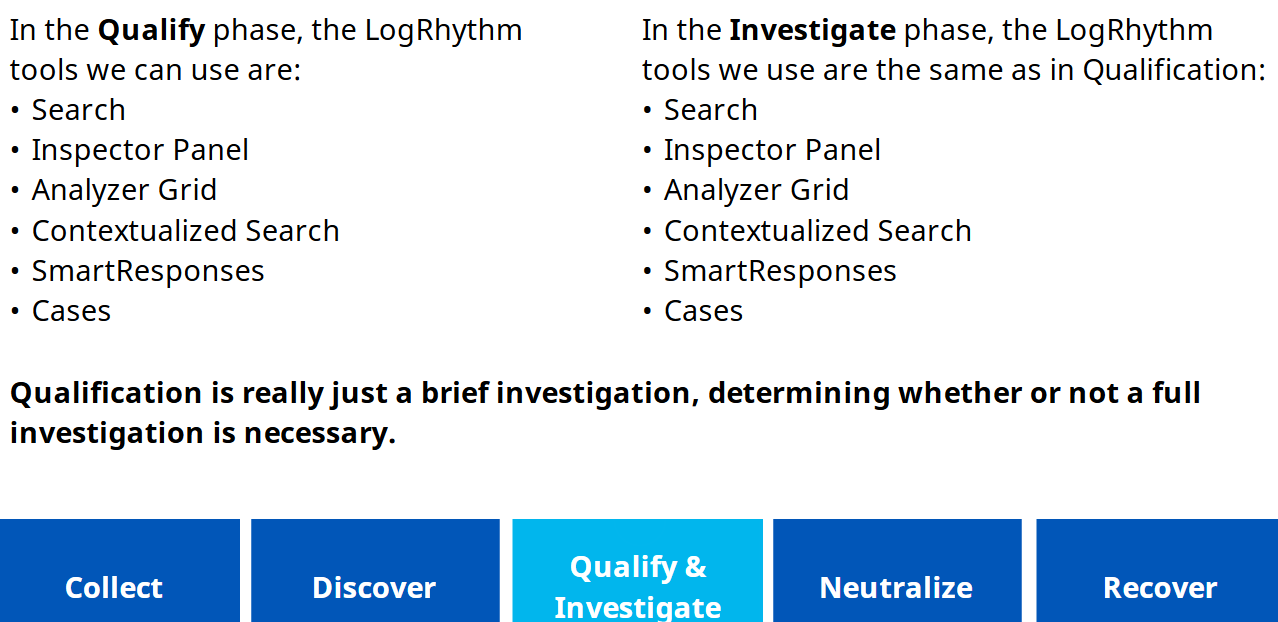 In the Qualify phase, the LogRhythm
tools we can use are:
• Search
• Inspector Panel
• Analyzer Grid
• Contextualized Search
• SmartResponses
• Cases
In the Investigate phase, the LogRhythm
tools we use are the same as in Qualification:
• Search
• Inspector Panel
• Analyzer Grid
• Contextualized Search
• SmartResponses
• Cases
Qualification is really just a brief investigation, determining whether or not a full
investigation is necessary.
Collect
Discover
Qualify &
Investigate
Neutralize
Recover